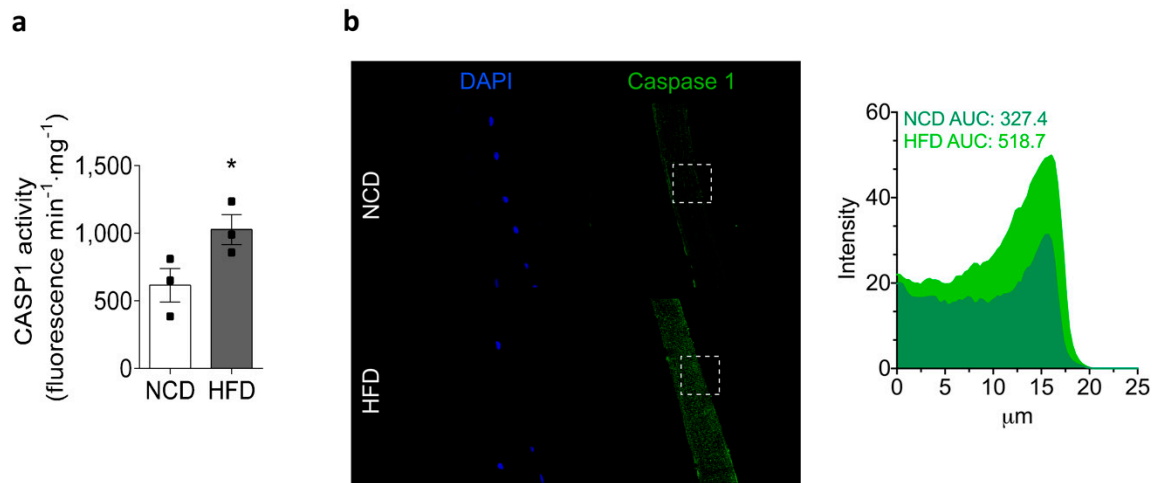 a
CASP1 activity
(fluorescence min⁻¹·mg⁻¹)
1,500
1,000
500
0
*
NCD
HFD
b
DAPI
Caspase 1
NCD
HFD
NCD AUC: 327.4
HFD AUC: 518.7
Intensity
60
40
20
0
0 5 10 15 20 25
μm